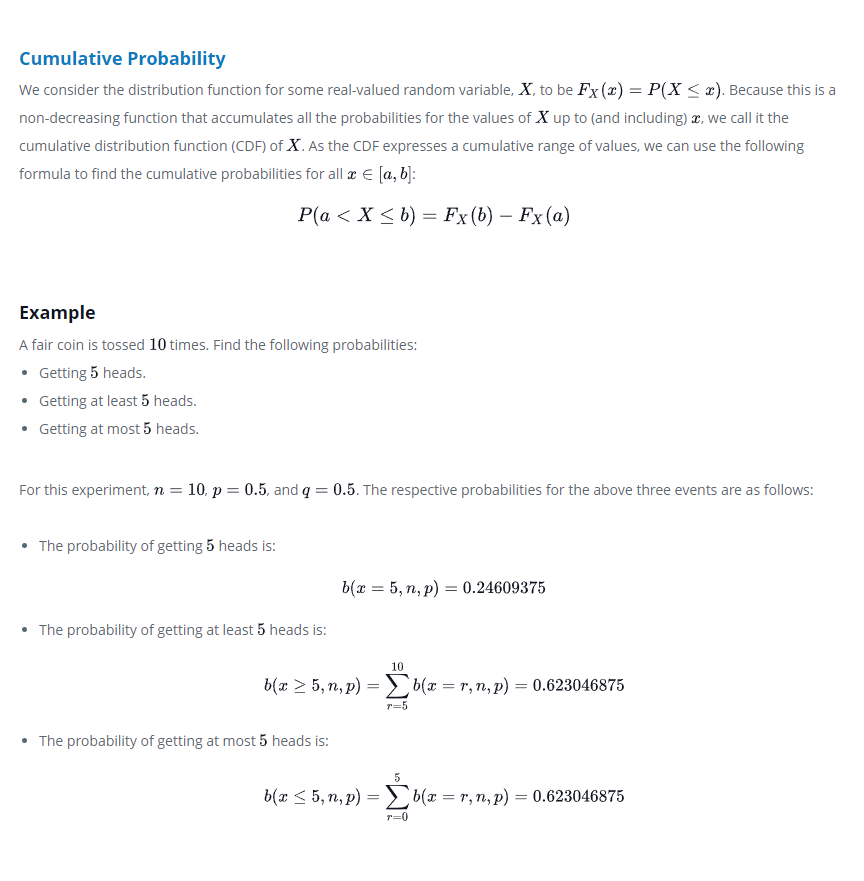 Cumulative Probability
We consider the distribution function for some real-valued random variable, X, to be F_X(x) = P(X ≤ x). Because this is a
non-decreasing function that accumulates all the probabilities for the values of X up to (and including) x, we call it the
cumulative distribution function (CDF) of X. As the CDF expresses a cumulative range of values, we can use the following
formula to find the cumulative probabilities for all x ∈ [a, b]:
P(a < X ≤ b) = F_X(b) − F_X(a)
Example
A fair coin is tossed 10 times. Find the following probabilities:
• Getting 5 heads.
• Getting at least 5 heads.
• Getting at most 5 heads.
For this experiment, n = 10, p = 0.5, and q = 0.5. The respective probabilities for the above three events are as follows:
• The probability of getting 5 heads is:
b(x = 5, n, p) = 0.24609375
• The probability of getting at least 5 heads is:
b(x ≥ 5, n, p) = ∑_{r=5}^{10} b(x = r, n, p) = 0.623046875
• The probability of getting at most 5 heads is:
b(x ≤ 5, n, p) = ∑_{r=0}^{5} b(x = r, n, p) = 0.623046875